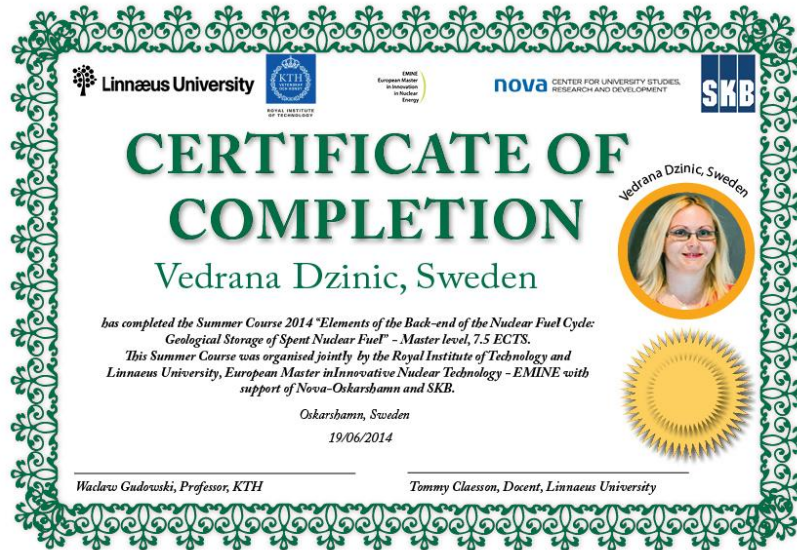 Linnæus University
KTH
VETENSKAP
OCH KONST
ROYAL INSTITUTE
OF TECHNOLOGY
EMINE
European Master
in Innovation
in Nuclear
Energy
nova CENTER FOR UNIVERSITY STUDIES,
RESEARCH AND DEVELOPMENT
SKB
CERTIFICATE OF
COMPLETION
Vedrana Dzinic, Sweden
Vedrana Dzinic, Sweden
has completed the Summer Course 2014 "Elements of the Back-end of the Nuclear Fuel Cycle:
Geological Storage of Spent Nuclear Fuel" - Master level, 7.5 ECTS.
This Summer Course was organised jointly by the Royal Institute of Technology and
Linnaeus University, European Master inInnovative Nuclear Technology - EMINE with
support of Nova-Oskarshamn and SKB.
Oskarshamn, Sweden
19/06/2014
Waclaw Gudowski, Professor, KTH
Tommy Claesson, Docent, Linnaeus University